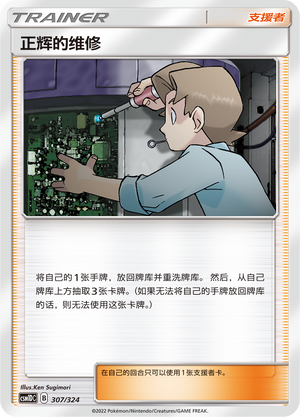 TRAINER 支援者
正辉的维修
将自己的1张手牌，放回牌库并重洗牌库。然后，从自己
牌库上方抽取3张卡牌。（如果无法将自己的手牌放回牌库
的话，则无法使用这张卡牌。）
Illus.Ken Sugimori
CSM1DC B 307/324
在自己的回合只可以使用1张支援者卡。
©2022 Pokémon/Nintendo/Creatures/GAME FREAK.